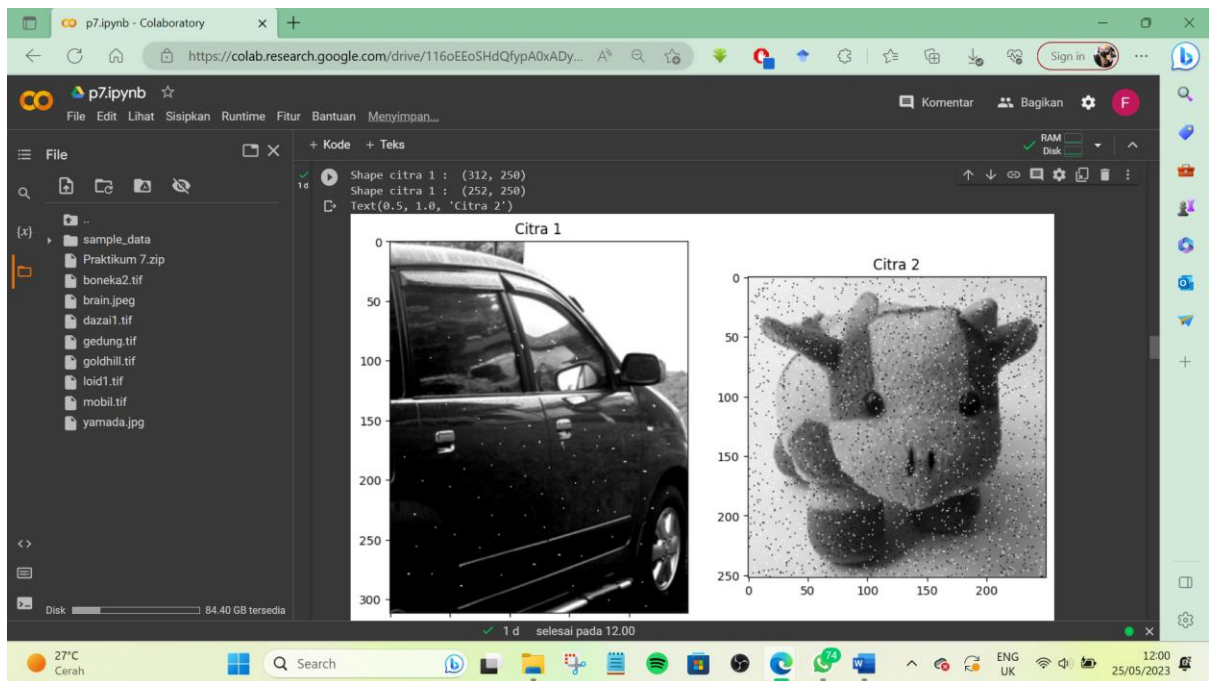 p7.ipynb - Colaboratory
https://colab.research.google.com/drive/116oEEoSHdQfypA0xADy...
Sign in
p7.ipynb
File Edit Lihat Sisipkan Runtime Fitur Bantuan Menyimpan...
Komentar
Bagikan
F
File
+ Kode + Teks
RAM
Disk
..
sample_data
Praktikum 7.zip
boneka2.tif
brain.jpeg
dazai1.tif
gedung.tif
goldhill.tif
loid1.tif
mobil.tif
yamada.jpg
{x}
Disk
84.40 GB tersedia
1 d
Shape citra 1 : (312, 250)
Shape citra 1 : (252, 250)
Text(0.5, 1.0, 'Citra 2')
Citra 1
0
50
100
150
200
250
300
Citra 2
0
50
100
150
200
250
0 50 100 150 200
1 d selesai pada 12.00
27°C
Cerah
Search
74
ENG
UK
12:00
25/05/2023